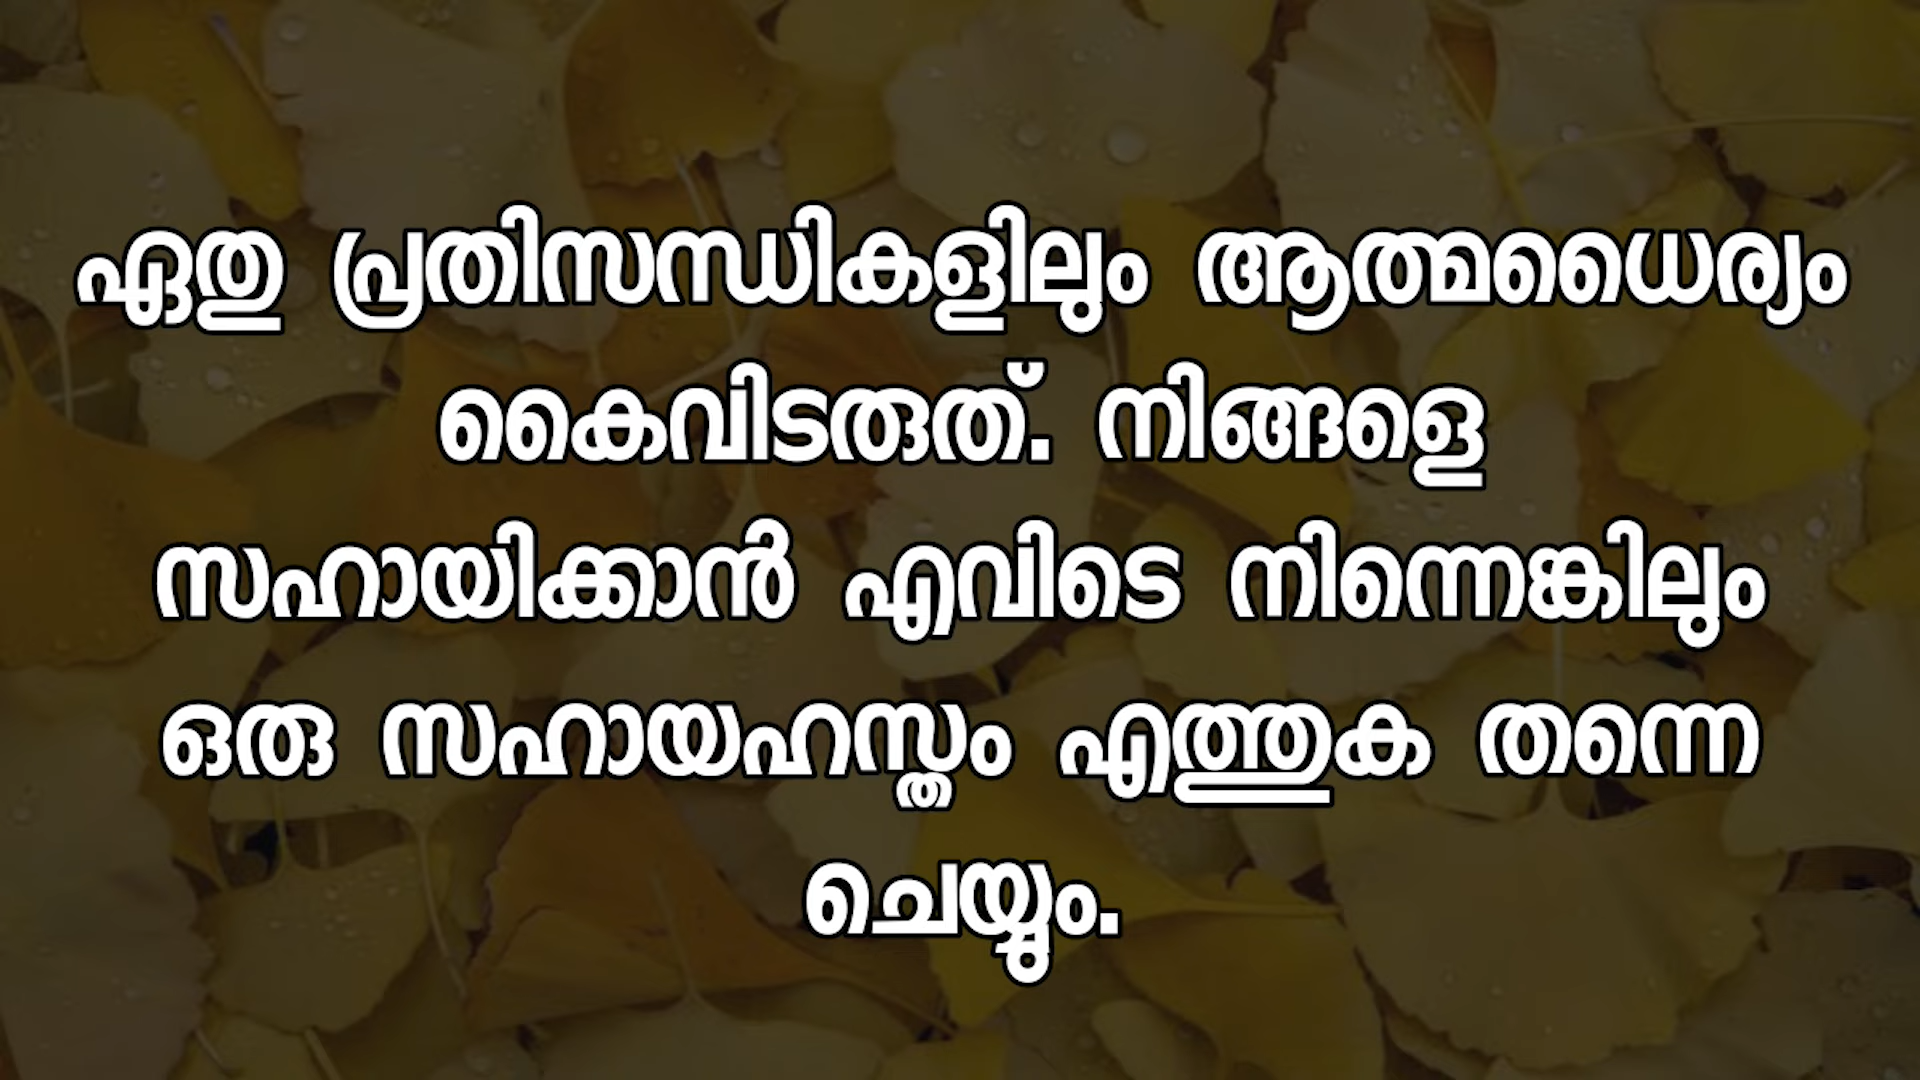 ഏതു പ്രതിസന്ധികളിലും ആത്മധൈര്യം
കൈവിടരുത്. നിങ്ങളെ
സഹായിക്കാൻ എവിടെ നിന്നെങ്കിലും
ഒരു സഹായഹസ്തം എത്തുക തന്നെ
ചെയ്യും.